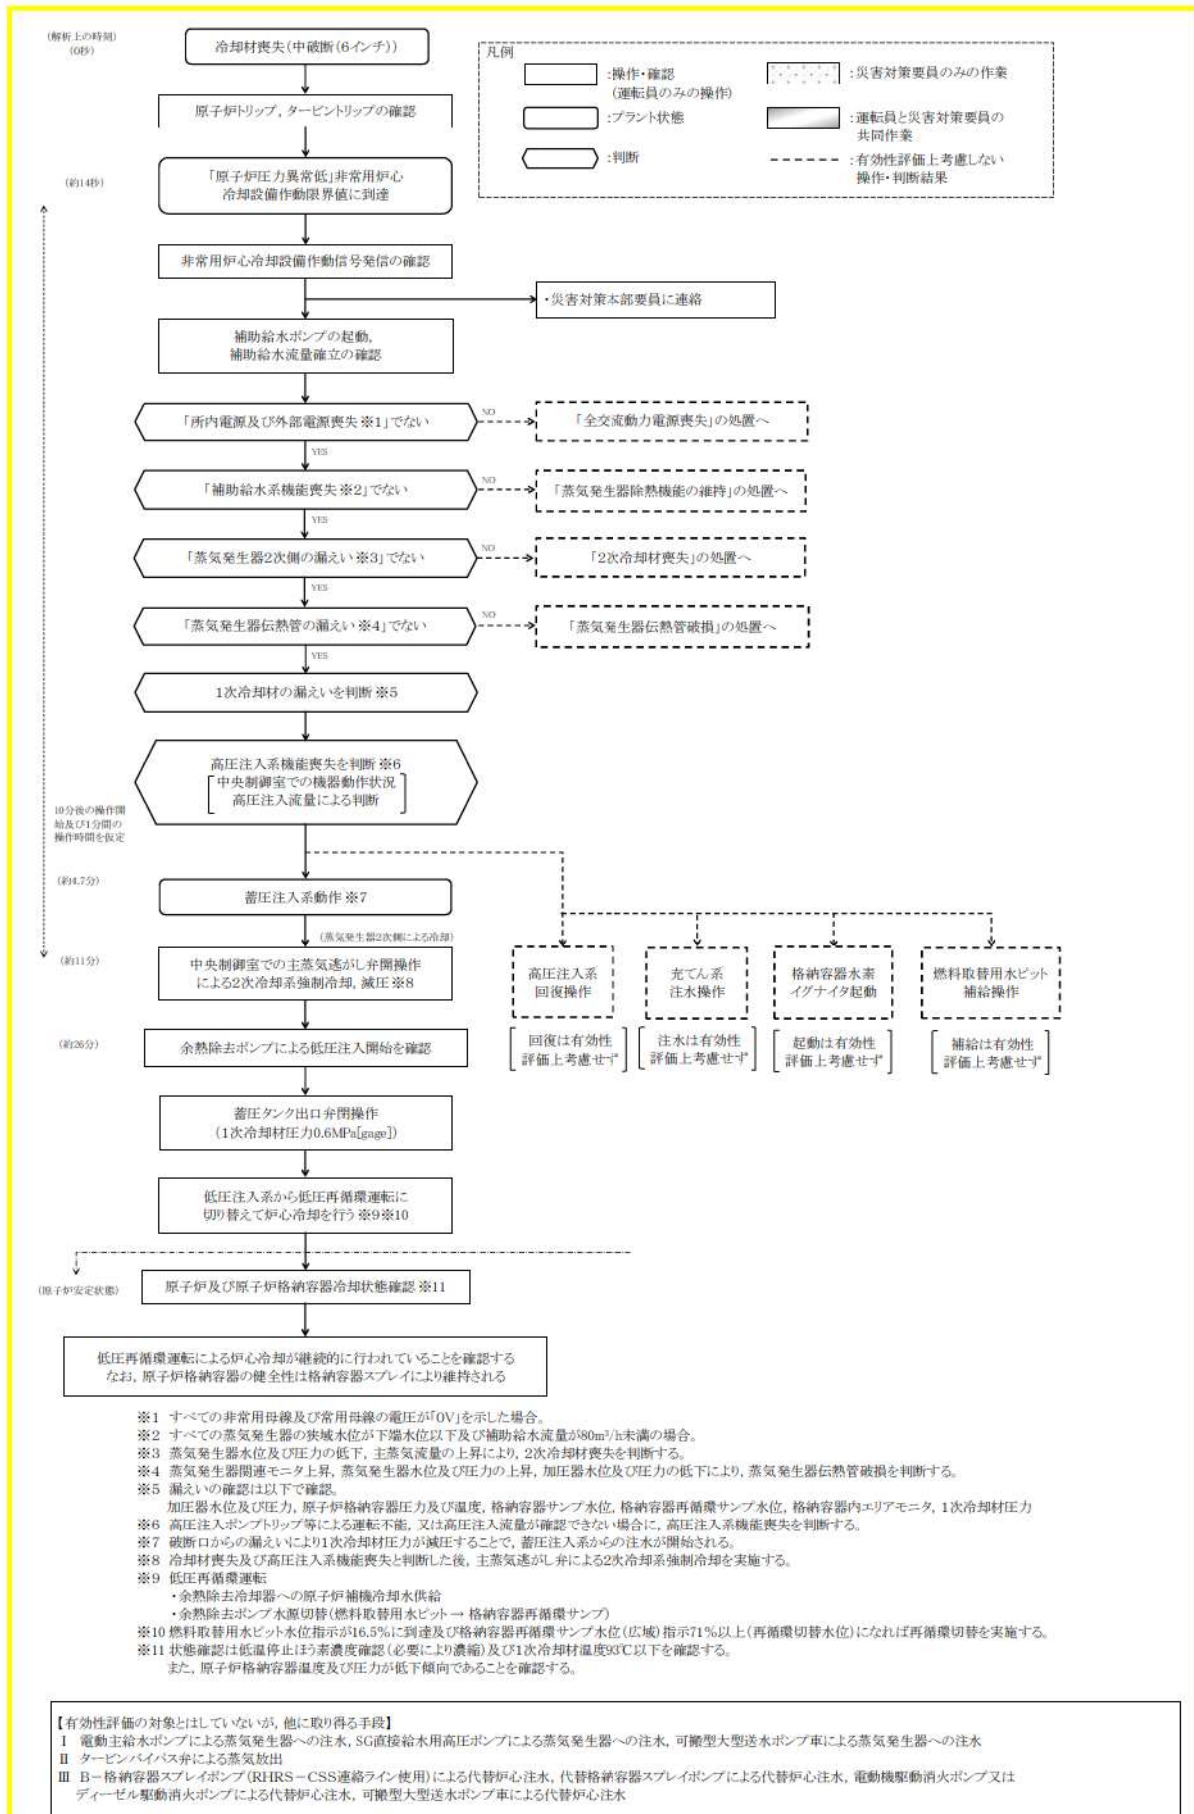 (解析上の時刻)
(0秒)
冷却材喪失(中破断(6インチ))
凡例
:操作・確認
(運転員のみの操作)
:災害対策要員のみの作業
:プラント状態
:運転員と災害対策要員の
共同作業
:判断
:有効性評価上考慮しない
操作・判断結果
原子炉トリップ，タービントリップの確認
(約14秒)
「原子炉圧力異常低」非常用炉心
冷却設備作動限界値に到達
非常用炉心冷却設備作動信号発信の確認
・災害対策本部要員に連絡
補助給水ポンプの起動，
補助給水流量確立の確認
「所内電源及び外部電源喪失※1」でない
NO
「全交流動力電源喪失」の処置へ
YES
「補助給水系機能喪失※2」でない
NO
「蒸気発生器除熱機能の維持」の処置へ
YES
「蒸気発生器2次側の漏えい※3」でない
NO
「2次冷却材喪失」の処置へ
YES
「蒸気発生器伝熱管の漏えい※4」でない
NO
「蒸気発生器伝熱管破損」の処置へ
YES
1次冷却材の漏えいを判断※5
高圧注入系機能喪失を判断※6
中央制御室での機器動作状況
高圧注入流量による判断
10分後の操作開
始及び1分間の
操作時間を仮定
(約4.7分)
蓄圧注入系動作※7
(蒸気発生器2次側による冷却)
(約11分)
中央制御室での主蒸気逃がし弁開操作
による2次冷却系強制冷却，減圧※8
高圧注入系
回復操作
充てん系
注水操作
格納容器水素
イグナイタ起動
燃料取替用水ピット
補給操作
回復は有効性
評価上考慮せず
注水は有効性
評価上考慮せず
起動は有効性
評価上考慮せず
補給は有効性
評価上考慮せず
(約26分)
余熱除去ポンプによる低圧注入開始を確認
蓄圧タンク出口弁閉操作
(1次冷却材圧力0.6MPa[gage])
低圧注入系から低圧再循環運転に
切り替えて炉心冷却を行う※9※10
(原子炉安定状態)
原子炉及び原子炉格納容器冷却状態確認※11
低圧再循環運転による炉心冷却が継続的に行われていることを確認する
なお，原子炉格納容器の健全性は格納容器スプレイにより維持される
※1 すべての非常用母線及び常用母線の電圧が「0V」を示した場合。
※2 すべての蒸気発生器の狭域水位が下端水位以下及び補助給水流量が80m³/h未満の場合。
※3 蒸気発生器水位及び圧力の低下，主蒸気流量の上昇により，2次冷却材喪失を判断する。
※4 蒸気発生器関連モニタ上昇，蒸気発生器水位及び圧力の上昇，加圧器水位及び圧力の低下により，蒸気発生器伝熱管破損を判断する。
※5 漏えいの確認は以下で確認。
加圧器水位及び圧力，原子炉格納容器圧力及び温度，格納容器サンプ水位，格納容器再循環サンプ水位，格納容器内エリアモニタ，1次冷却材圧力
※6 高圧注入ポンプトリップ等による運転不能，又は高圧注入流量が確認できない場合に，高圧注入系機能喪失を判断する。
※7 破断口からの漏えいにより1次冷却材圧力が減圧することで，蓄圧注入系からの注水が開始される。
※8 冷却材喪失及び高圧注入系機能喪失と判断した後，主蒸気逃がし弁による2次冷却系強制冷却を実施する。
※9 低圧再循環運転
・余熱除去冷却器への原子炉補機冷却水供給
・余熱除去ポンプ水源切替(燃料取替用水ピット→格納容器再循環サンプ)
※10 燃料取替用水ピット水位指示が16.5%に到達及び格納容器再循環サンプ水位(広域)指示71%以上(再循環切替水位)になれば再循環切替を実施する。
※11 状態確認は低温停止ほう素濃度確認(必要により濃縮)及び1次冷却材温度93℃以下を確認する。
また，原子炉格納容器温度及び圧力が低下傾向であることを確認する。
【有効性評価の対象とはしていないが，他に取り得る手段】
Ⅰ 電動主給水ポンプによる蒸気発生器への注水，SG直接給水用高圧ポンプによる蒸気発生器への注水，可搬型大型送水ポンプ車による蒸気発生器への注水
Ⅱ タービンバイパス弁による蒸気放出
Ⅲ B－格納容器スプレイポンプ(RHRS－CSS連絡ライン使用)による代替炉心注水，代替格納容器スプレイポンプによる代替炉心注水，電動機駆動消火ポンプ又は
ディーゼル駆動消火ポンプによる代替炉心注水，可搬型大型送水ポンプ車による代替炉心注水